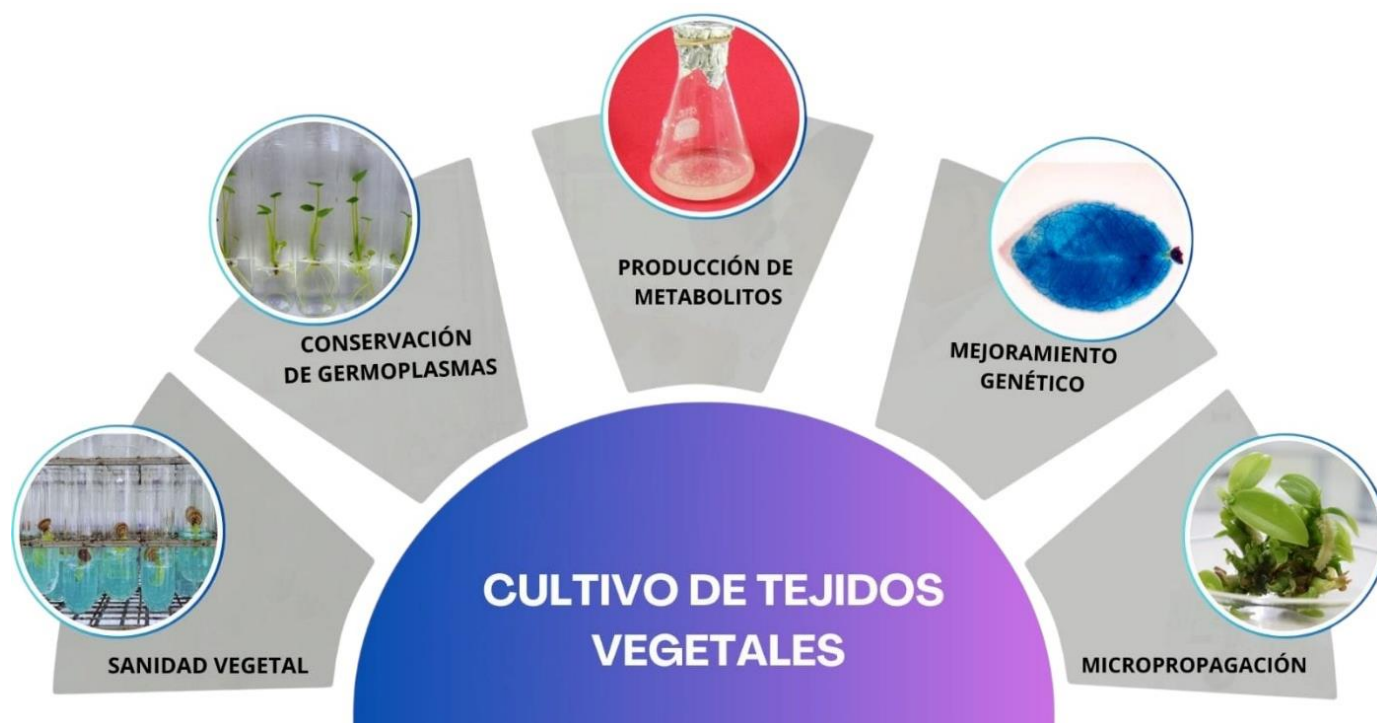 PRODUCCIÓN DE
METABOLITOS
CONSERVACIÓN
DE GERMOPLASMAS
MEJORAMIENTO
GENÉTICO
SANIDAD VEGETAL
CULTIVO DE TEJIDOS
VEGETALES
MICROPROPAGACIÓN